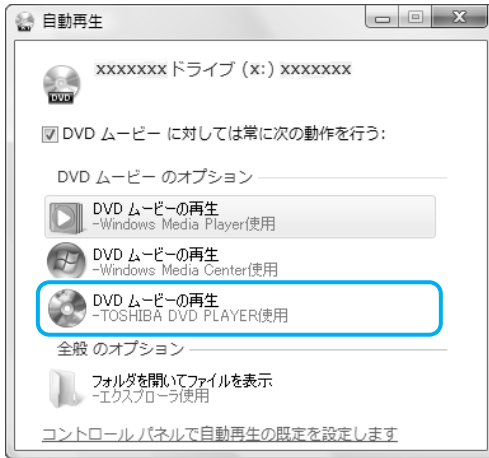 自動再生
xxxxxxx ドライブ (x:) xxxxxxx
DVD
DVD ムービー に対しては常に次の動作を行う:
DVD ムービー のオプション
DVD ムービーの再生
-Windows Media Player使用
DVD ムービーの再生
-Windows Media Center使用
DVD ムービーの再生
-TOSHIBA DVD PLAYER使用
全般 のオプション
フォルダを開いてファイルを表示
-エクスプローラ使用
コントロール パネルで自動再生の既定を設定します